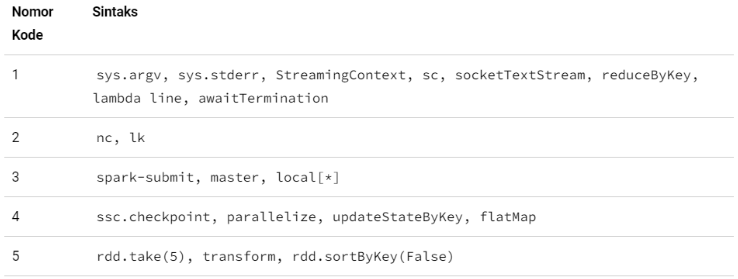 Nomor Kode Sintaks
1 sys.argv, sys.stderr, StreamingContext, sc, socketTextStream, reduceByKey,
lambda line, awaitTermination
2 nc, lk
3 spark-submit, master, local[*]
4 ssc.checkpoint, parallelize, updateStateByKey, flatMap
5 rdd.take(5), transform, rdd.sortByKey(False)